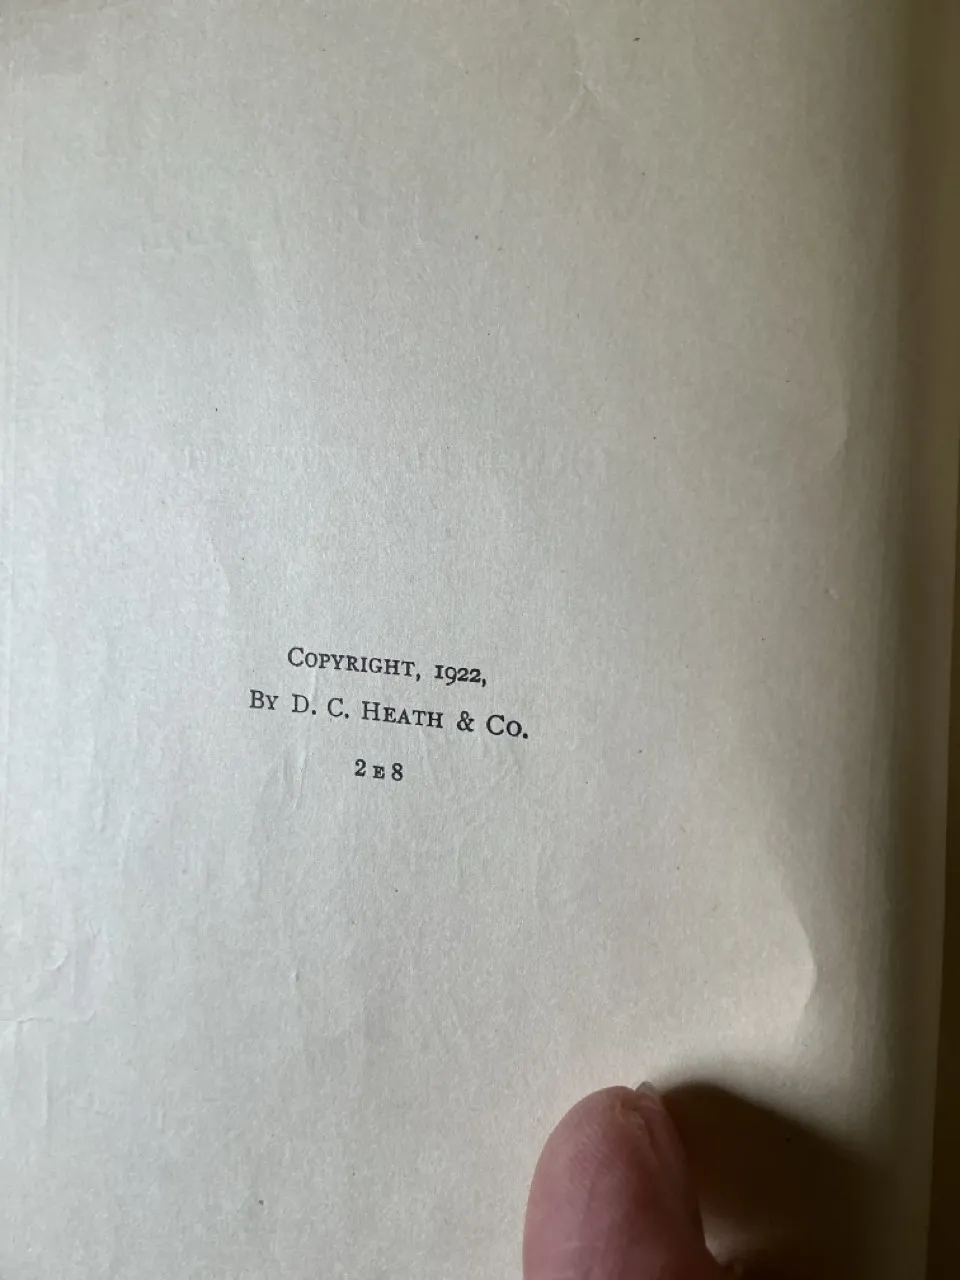 COPYRIGHT, 1922,
BY D. C. HEATH & CO.
2 E 8